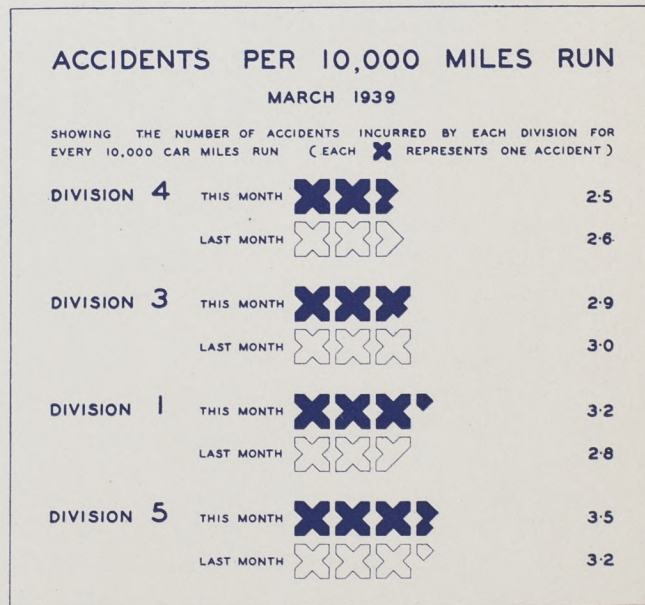 ACCIDENTS PER 10,000 MILES RUN
MARCH 1939
SHOWING THE NUMBER OF ACCIDENTS INCURRED BY EACH DIVISION FOR
EVERY 10,000 CAR MILES RUN (EACH REPRESENTS ONE ACCIDENT)
DIVISION 4 THIS MONTH 2·5
LAST MONTH 2·6
DIVISION 3 THIS MONTH 2·9
LAST MONTH 3·0
DIVISION 1 THIS MONTH 3·2
LAST MONTH 2·8
DIVISION 5 THIS MONTH 3·5
LAST MONTH 3·2